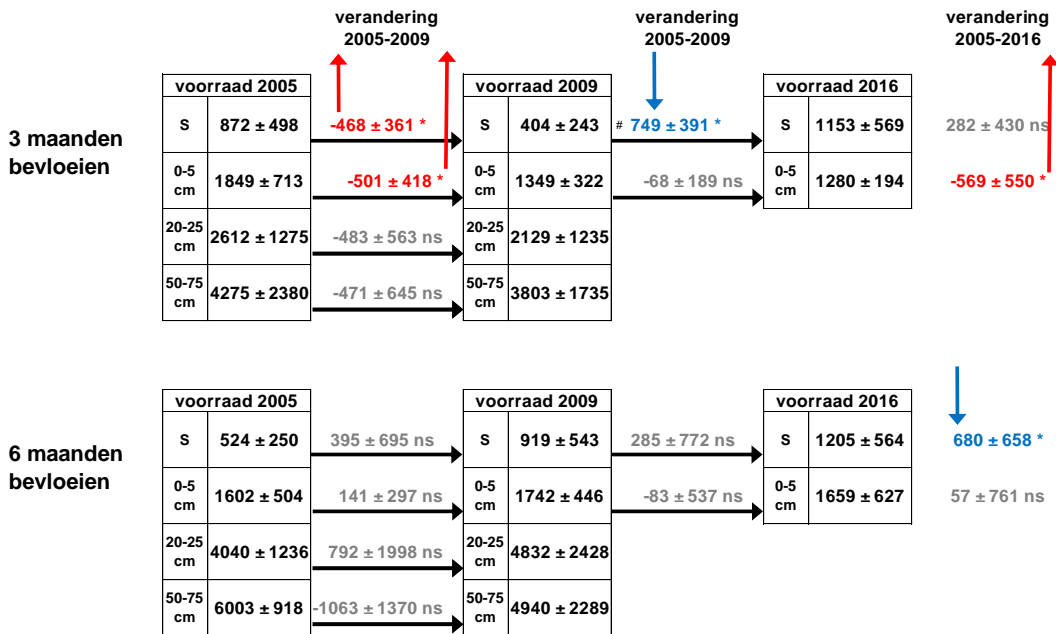 verandering 2005-2009
verandering 2005-2009
verandering 2005-2016
3 maanden bevloeien
voorraad 2005
voorraad 2009
voorraad 2016
S 872 ± 498 -468 ± 361 * S 404 ± 243 # 749 ± 391 * S 1153 ± 569 282 ± 430 ns
0-5 cm 1849 ± 713 -501 ± 418 * 0-5 cm 1349 ± 322 -68 ± 189 ns 0-5 cm 1280 ± 194 -569 ± 550 *
20-25 cm 2612 ± 1275 -483 ± 563 ns 20-25 cm 2129 ± 1235
50-75 cm 4275 ± 2380 -471 ± 645 ns 50-75 cm 3803 ± 1735
6 maanden bevloeien
voorraad 2005
voorraad 2009
voorraad 2016
S 524 ± 250 395 ± 695 ns S 919 ± 543 285 ± 772 ns S 1205 ± 564 680 ± 658 *
0-5 cm 1602 ± 504 141 ± 297 ns 0-5 cm 1742 ± 446 -83 ± 537 ns 0-5 cm 1659 ± 627 57 ± 761 ns
20-25 cm 4040 ± 1236 792 ± 1998 ns 20-25 cm 4832 ± 2428
50-75 cm 6003 ± 918 -1063 ± 1370 ns 50-75 cm 4940 ± 2289